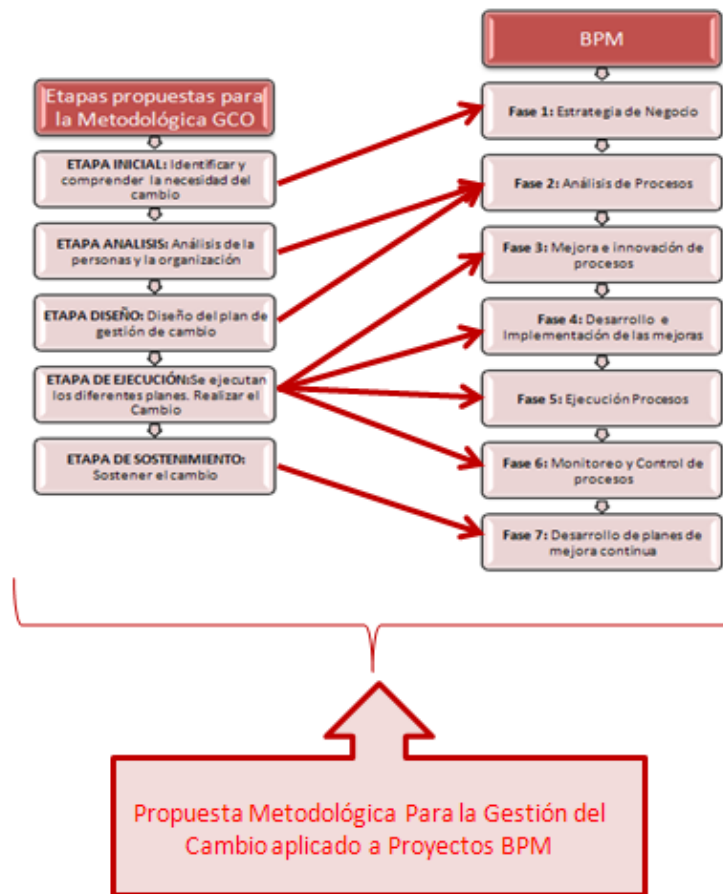 Etapas propuestas para
la Metodológica GCO
ETAPA INICIAL: Identificar y
comprender la necesidad del
cambio
ETAPA ANALISIS: Análisis de la
personas y la organización
ETAPA DISEÑO: Diseño del plan de
gestión de cambio
ETAPA DE EJECUCIÓN:Se ejecutan
los diferentes planes. Realizar el
Cambio
ETAPA DE SOSTENIMIENTO:
Sostener el cambio
BPM
Fase 1: Estrategia de Negocio
Fase 2: Análisis de Procesos
Fase 3: Mejora e innovación de
procesos
Fase 4: Desarrollo e
Implementación de las mejoras
Fase 5: Ejecución Procesos
Fase 6: Monitoreo y Control de
procesos
Fase 7: Desarrollo de planes de
mejora continua
Propuesta Metodológica Para la Gestión del
Cambio aplicado a Proyectos BPM